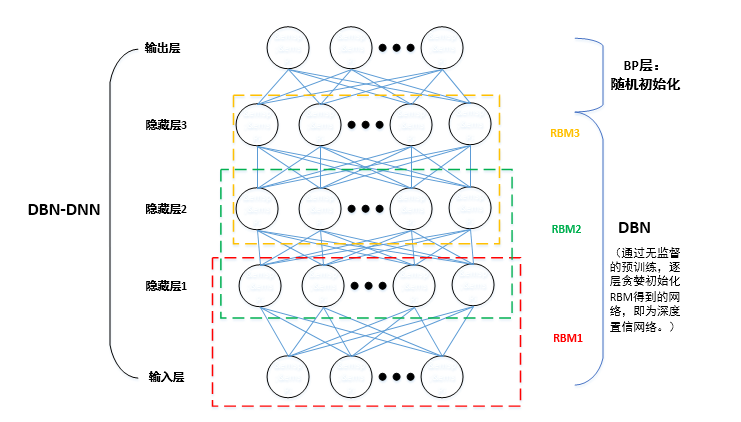 输出层
BP层：
随机初始化
隐藏层3
RBM3
隐藏层2
DBN-DNN
RBM2
DBN
（通过无监督
的预训练，逐
层贪婪初始化
RBM得到的网
络，即为深度
置信网络。）
隐藏层1
RBM1
输入层